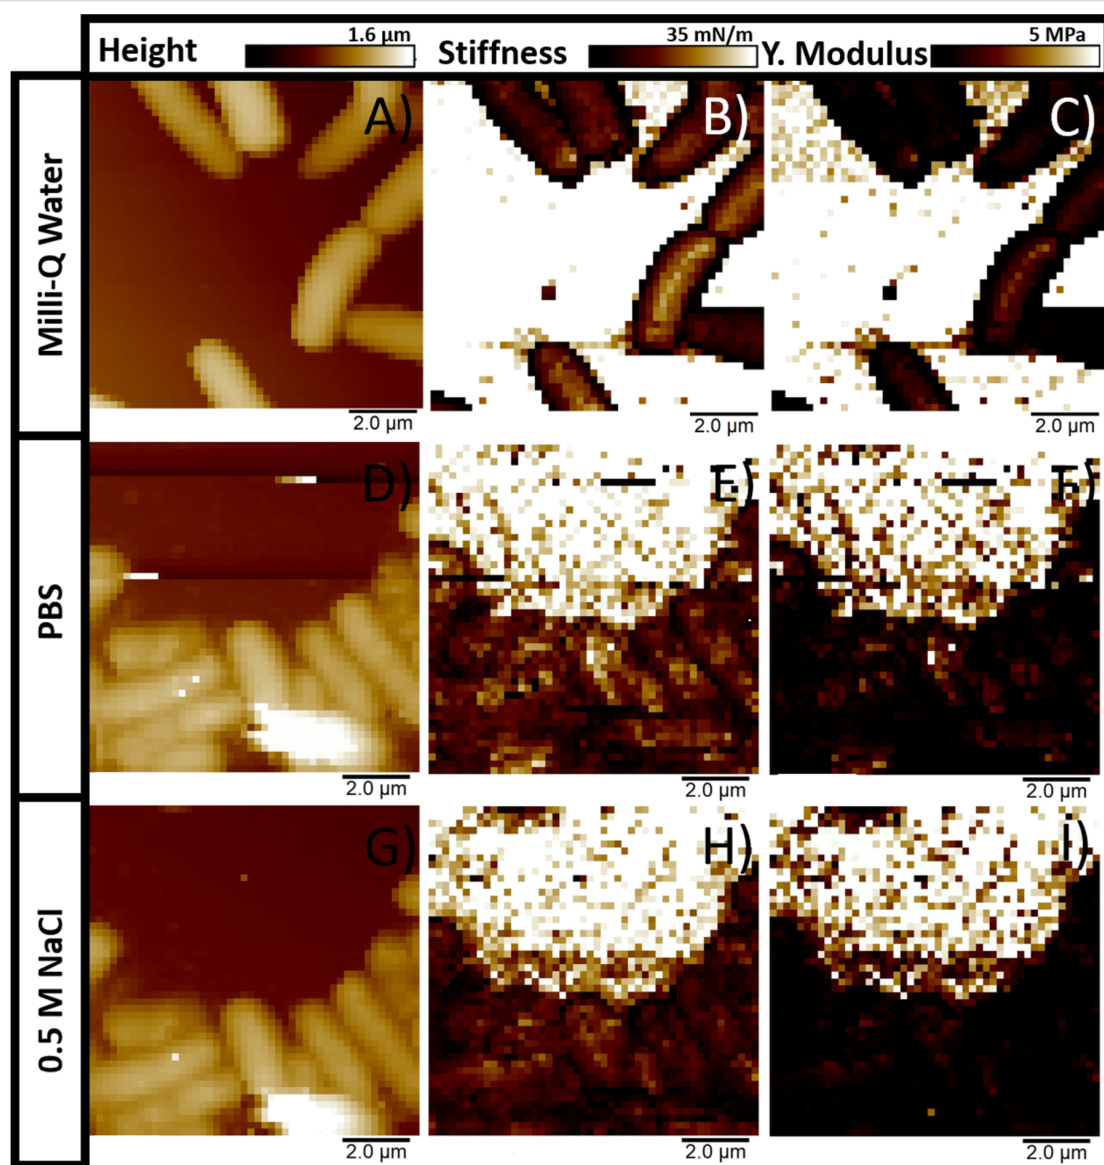 Height 1.6 µm Stiffness 35 mN/m Y. Modulus 5 MPa
Milli-Q Water
A) B) C)
2.0 µm 2.0 µm 2.0 µm
PBS
D) E) F)
2.0 µm 2.0 µm 2.0 µm
0.5 M NaCl
G) H) I)
2.0 µm 2.0 µm 2.0 µm